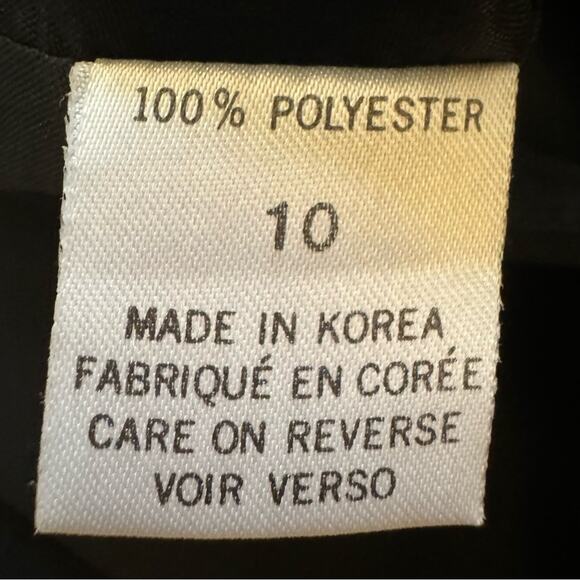 100% POLYESTER
10
MADE IN KOREA
FABRIQUÉ EN CORÉE
CARE ON REVERSE
VOIR VERSO